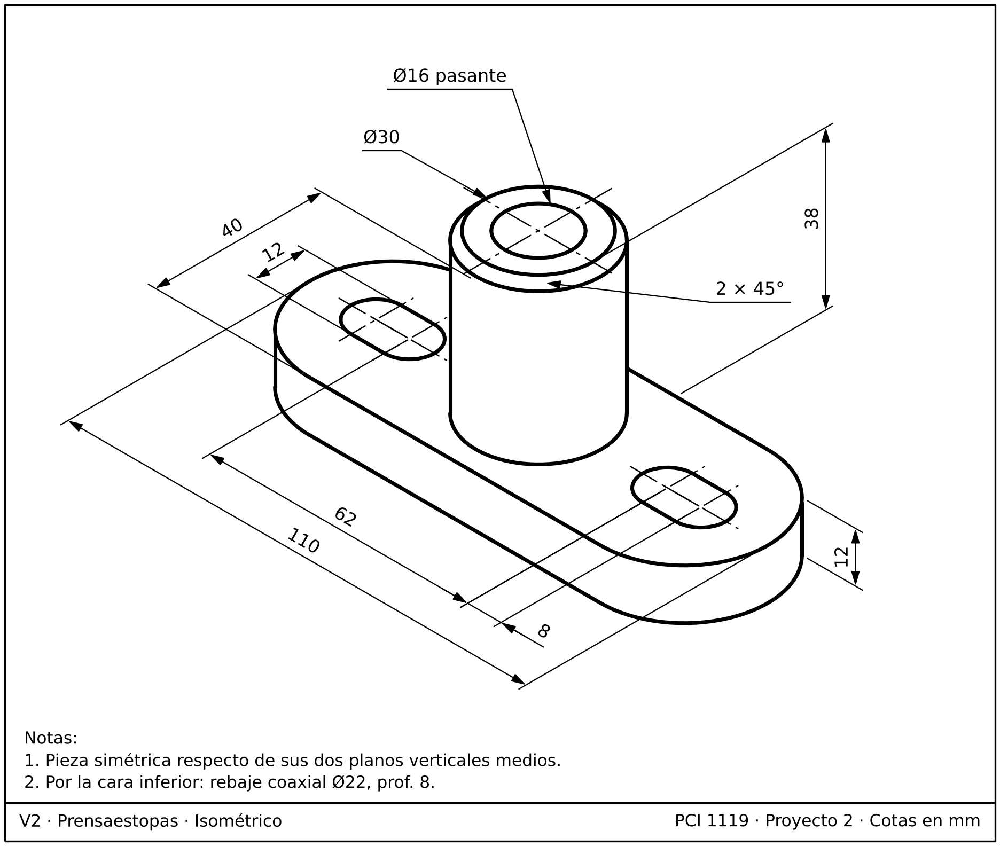 Ø16 pasante
Ø30
40
12
38
2 × 45°
62
110
12
8
Notas:
1. Pieza simétrica respecto de sus dos planos verticales medios.
2. Por la cara inferior: rebaje coaxial Ø22, prof. 8.
V2 · Prensaestopas · Isométrico
PCI 1119 · Proyecto 2 · Cotas en mm